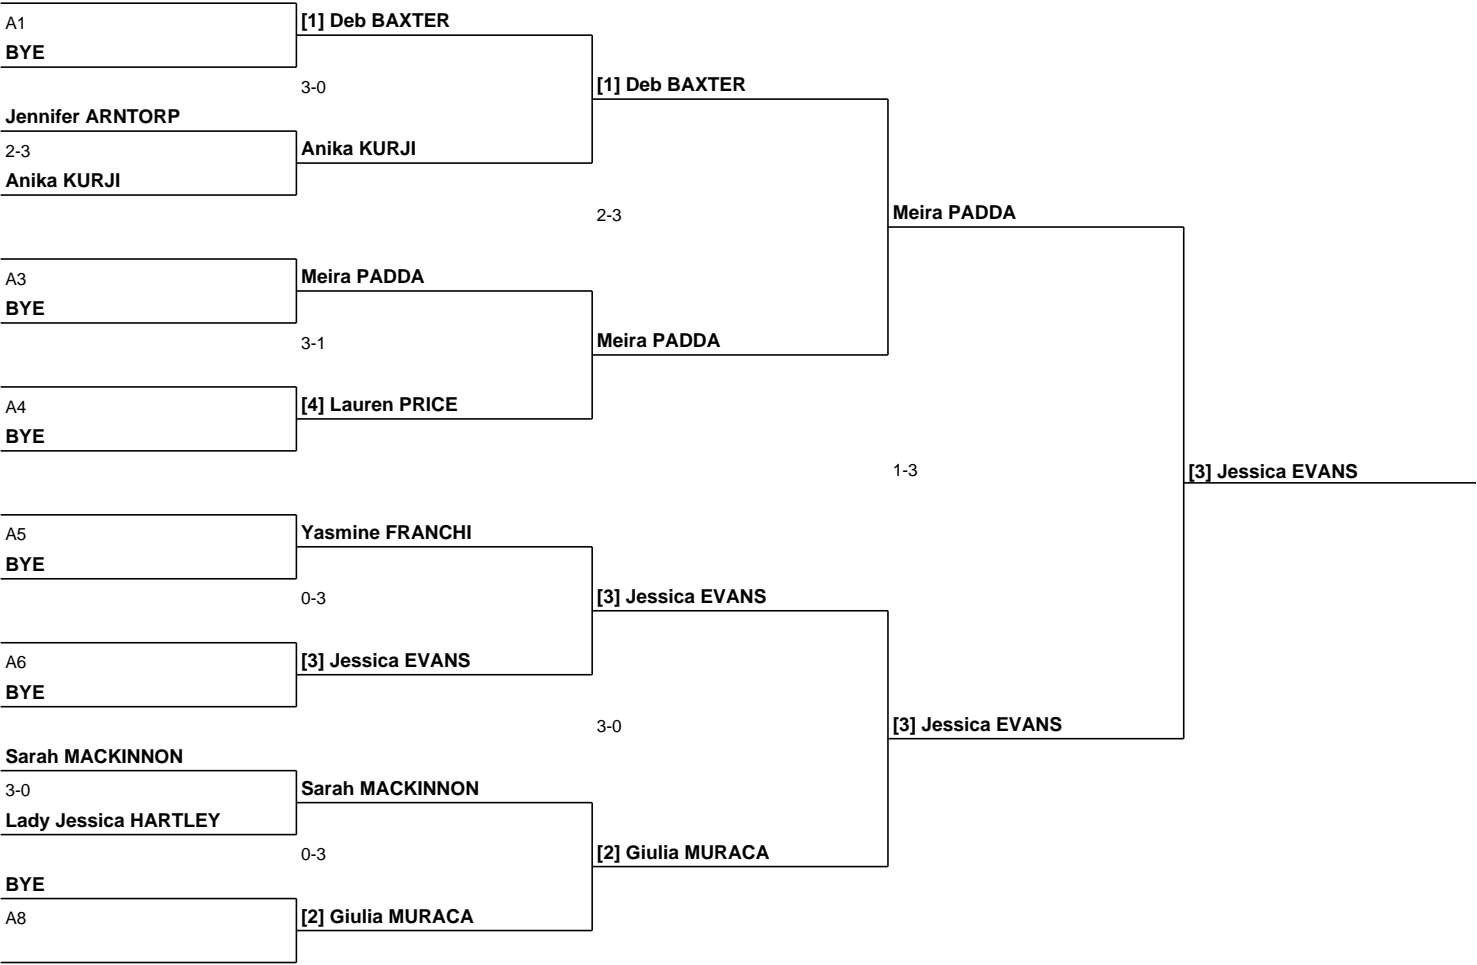 A1
BYE
[1] Deb BAXTER
3-0
Jennifer ARNTORP
2-3
Anika KURJI
Anika KURJI
[1] Deb BAXTER
2-3
A3
BYE
Meira PADDA
3-1
A4
BYE
[4] Lauren PRICE
Meira PADDA
Meira PADDA
1-3
A5
BYE
Yasmine FRANCHI
0-3
A6
BYE
[3] Jessica EVANS
[3] Jessica EVANS
3-0
Sarah MACKINNON
3-0
Lady Jessica HARTLEY
Sarah MACKINNON
0-3
BYE
A8
[2] Giulia MURACA
[2] Giulia MURACA
[3] Jessica EVANS
[3] Jessica EVANS